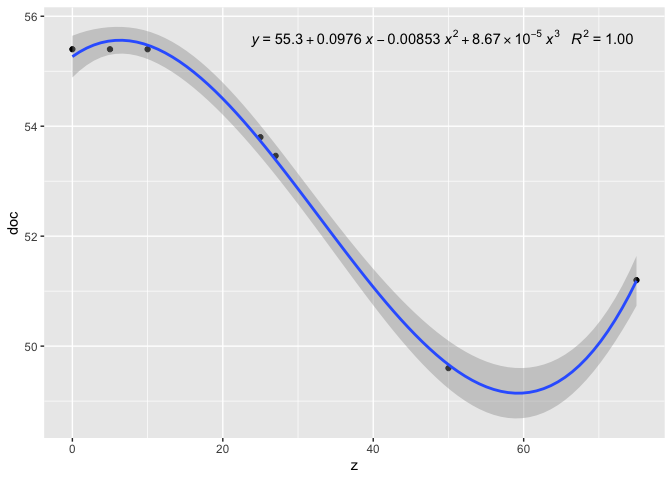 56
y = 55.3 + 0.0976 x − 0.00853 x² + 8.67 × 10⁻⁵ x³   R² = 1.00
54
52
50
doc
0 20 40 60
z